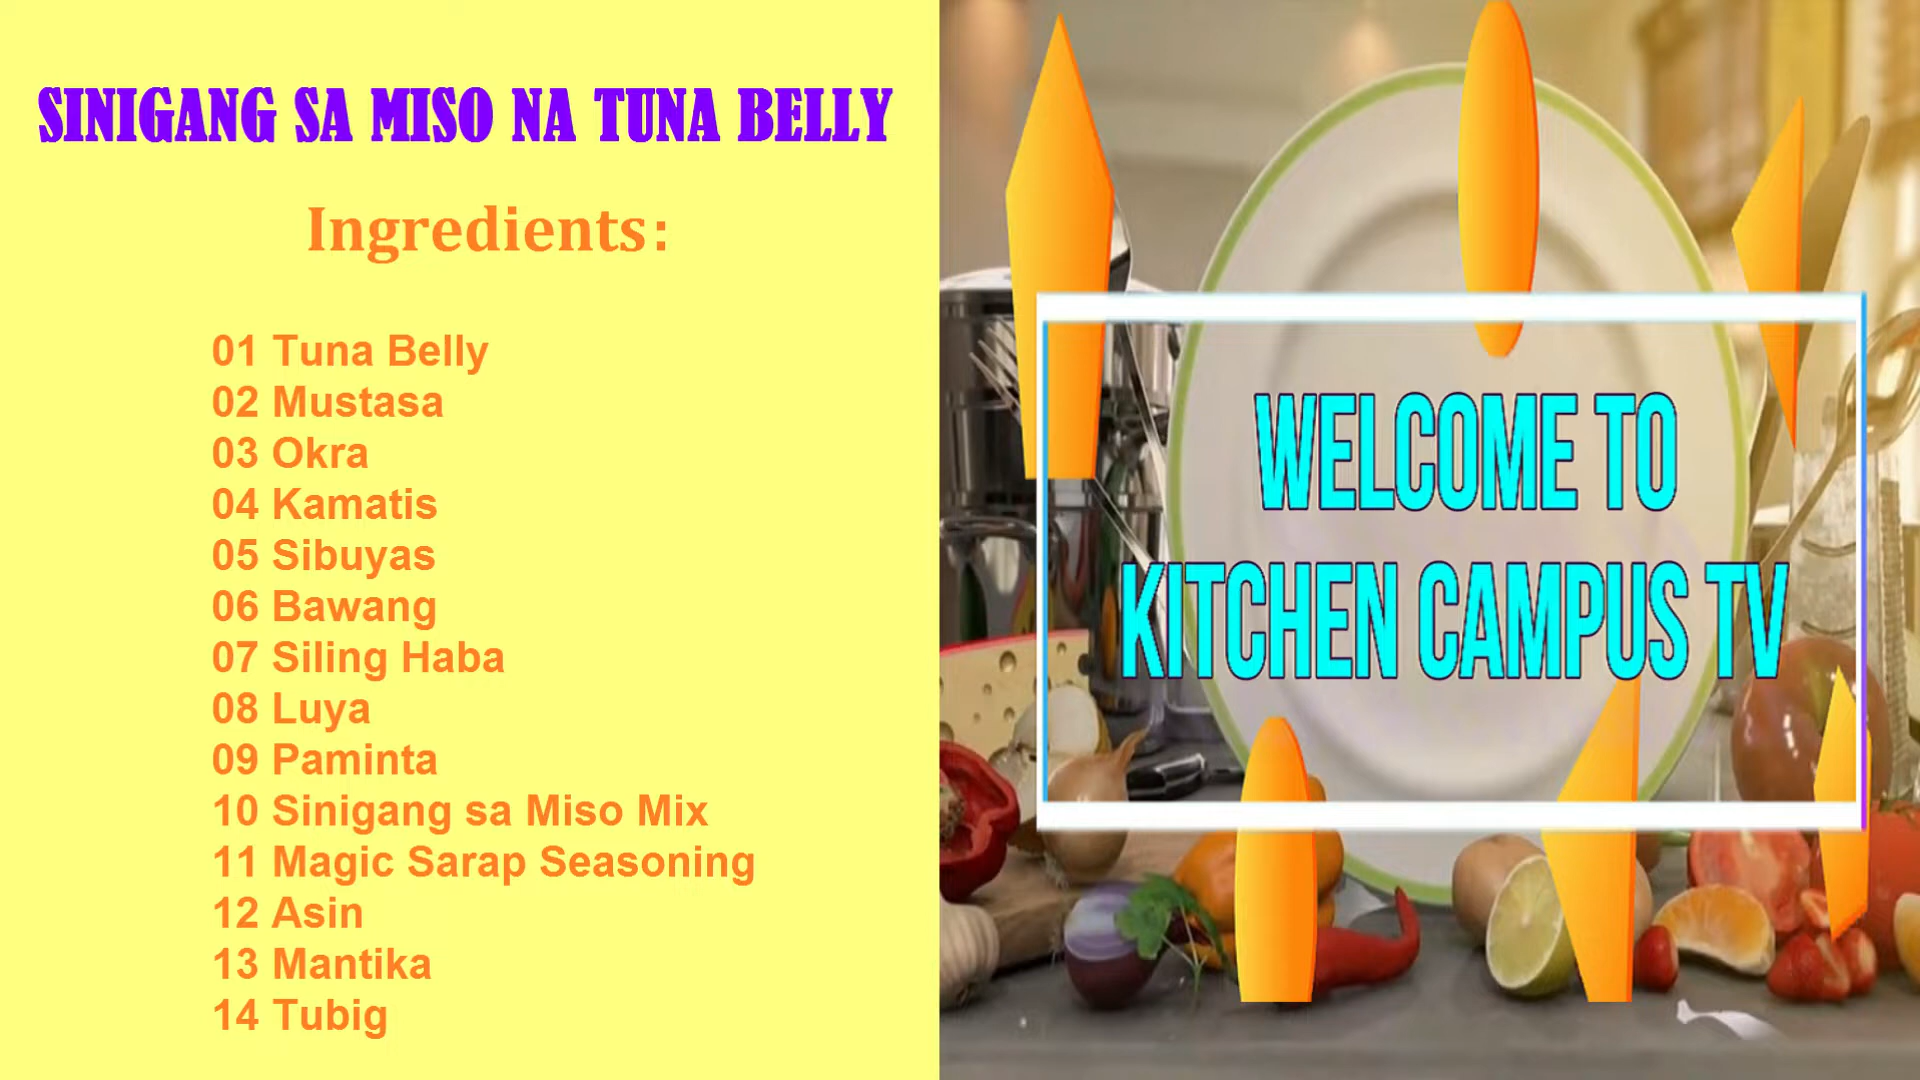 SINIGANG SA MISO NA TUNA BELLY
Ingredients:
01 Tuna Belly
02 Mustasa
03 Okra
04 Kamatis
05 Sibuyas
06 Bawang
07 Siling Haba
08 Luya
09 Paminta
10 Sinigang sa Miso Mix
11 Magic Sarap Seasoning
12 Asin
13 Mantika
14 Tubig
WELCOME TO
KITCHEN CAMPUS TV